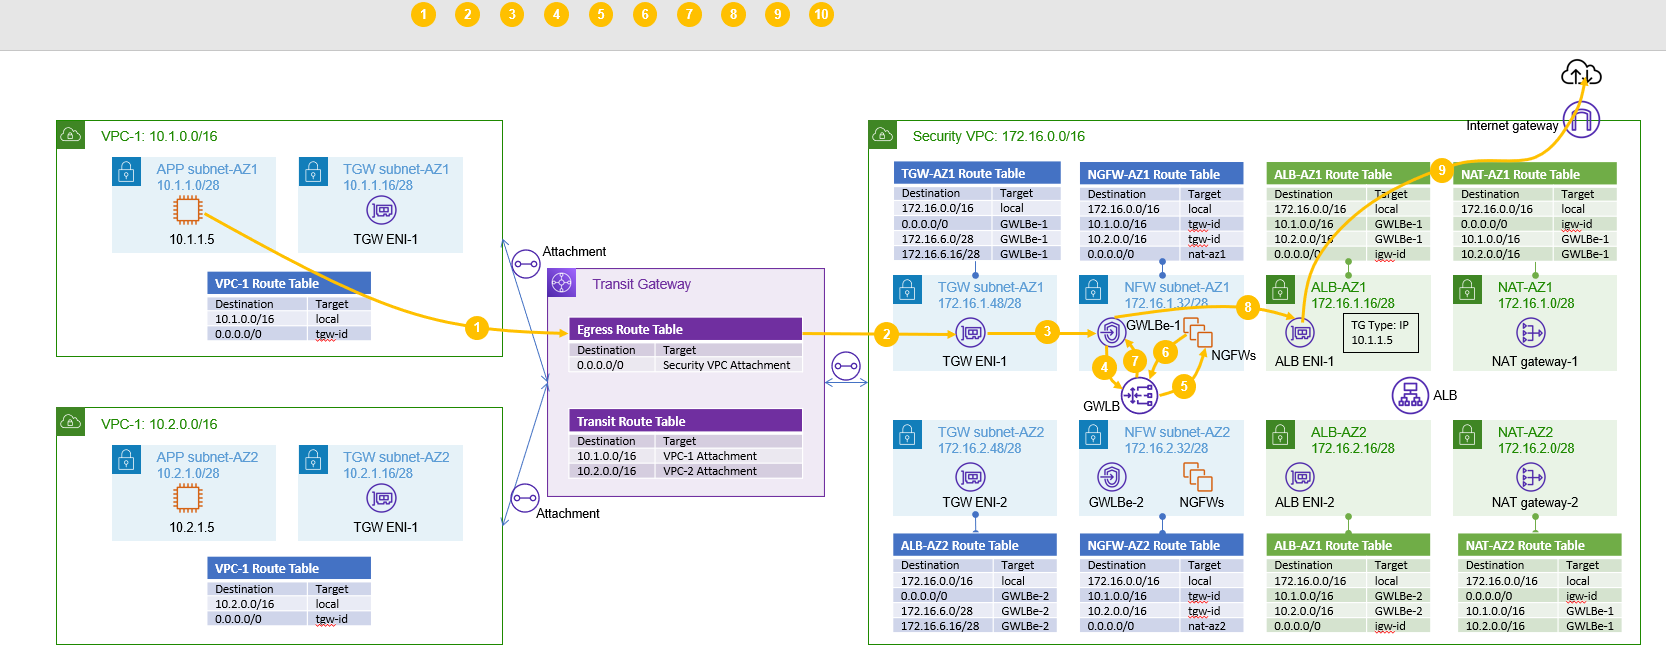 1 2 3 4 5 6 7 8 9 10
VPC-1: 10.1.0.0/16
APP subnet-AZ1
10.1.1.0/28
10.1.1.5
TGW subnet-AZ1
10.1.1.16/28
TGW ENI-1
VPC-1 Route Table
Destination Target
10.1.0.0/16 local
0.0.0.0/0 tgw-id
VPC-1: 10.2.0.0/16
APP subnet-AZ2
10.2.1.0/28
10.2.1.5
TGW subnet-AZ2
10.2.1.16/28
TGW ENI-1
VPC-1 Route Table
Destination Target
10.2.0.0/16 local
0.0.0.0/0 tgw-id
1
Attachment
Attachment
Transit Gateway
Egress Route Table
Destination Target
0.0.0.0/0 Security VPC Attachment
Transit Route Table
Destination Target
10.1.0.0/16 VPC-1 Attachment
10.2.0.0/16 VPC-2 Attachment
2
Internet gateway
Security VPC: 172.16.0.0/16
TGW-AZ1 Route Table
Destination Target
172.16.0.0/16 local
0.0.0.0/0 GWLBe-1
172.16.6.0/28 GWLBe-1
172.16.6.16/28 GWLBe-1
NGFW-AZ1 Route Table
Destination Target
172.16.0.0/16 local
10.1.0.0/16 tgw-id
10.2.0.0/16 tgw-id
0.0.0.0/0 nat-az1
ALB-AZ1 Route Table
Destination Target
172.16.0.0/16 local
10.1.0.0/16 GWLBe-1
10.2.0.0/16 GWLBe-1
0.0.0.0/0 igw-id
9
NAT-AZ1 Route Table
Destination Target
172.16.0.0/16 local
0.0.0.0/0 igw-id
10.1.0.0/16 GWLBe-1
10.2.0.0/16 GWLBe-1
TGW subnet-AZ1
172.16.1.48/28
TGW ENI-1
3
NFW subnet-AZ1
172.16.1.32/28
GWLBe-1
NGFWs
4
7
6
5
GWLB
8
ALB-AZ1
172.16.1.16/28
ALB ENI-1
TG Type: IP
10.1.1.5
NAT-AZ1
172.16.1.0/28
NAT gateway-1
ALB
TGW subnet-AZ2
172.16.2.48/28
TGW ENI-2
NFW subnet-AZ2
172.16.2.32/28
GWLBe-2
NGFWs
ALB-AZ2
172.16.2.16/28
ALB ENI-2
NAT-AZ2
172.16.2.0/28
NAT gateway-2
ALB-AZ2 Route Table
Destination Target
172.16.0.0/16 local
0.0.0.0/0 GWLBe-2
172.16.6.0/28 GWLBe-2
172.16.6.16/28 GWLBe-2
NGFW-AZ2 Route Table
Destination Target
172.16.0.0/16 local
10.1.0.0/16 tgw-id
10.2.0.0/16 tgw-id
0.0.0.0/0 nat-az2
ALB-AZ1 Route Table
Destination Target
172.16.0.0/16 local
10.1.0.0/16 GWLBe-2
10.2.0.0/16 GWLBe-2
0.0.0.0/0 igw-id
NAT-AZ2 Route Table
Destination Target
172.16.0.0/16 local
0.0.0.0/0 igw-id
10.1.0.0/16 GWLBe-1
10.2.0.0/16 GWLBe-1